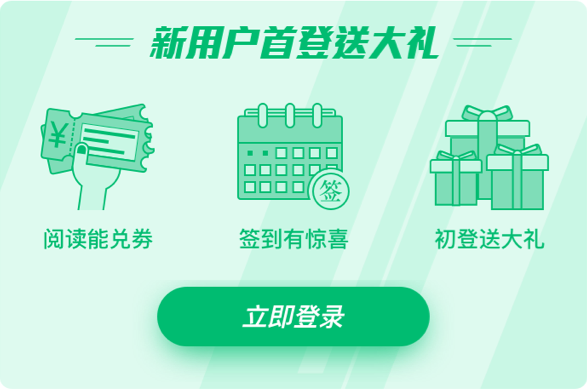 新用户首登送大礼
¥
签
阅读能兑券
签到有惊喜
初登送大礼
立即登录